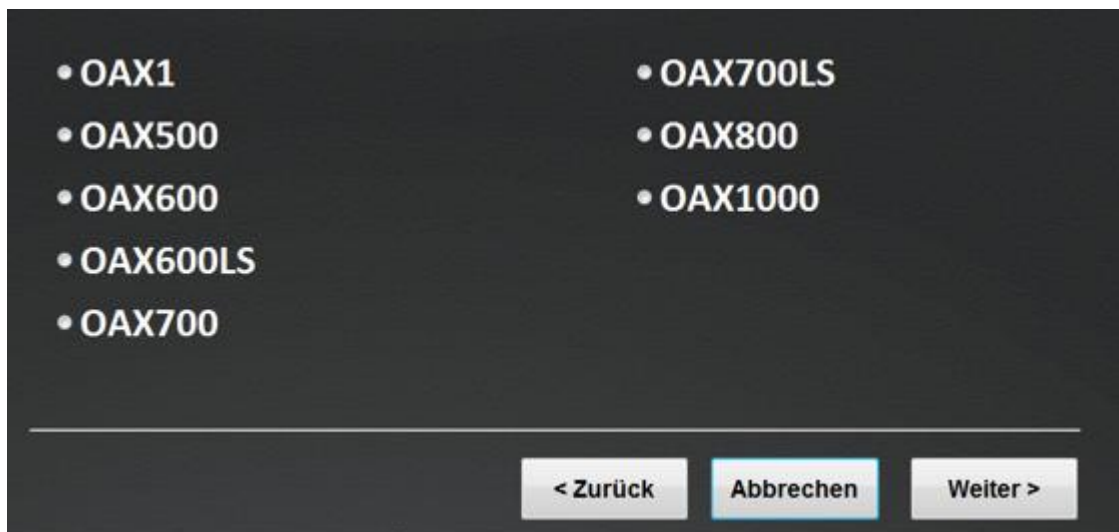 OAX1
OAX500
OAX600
OAX600LS
OAX700
OAX700LS
OAX800
OAX1000
< Zurück
Abbrechen
Weiter >